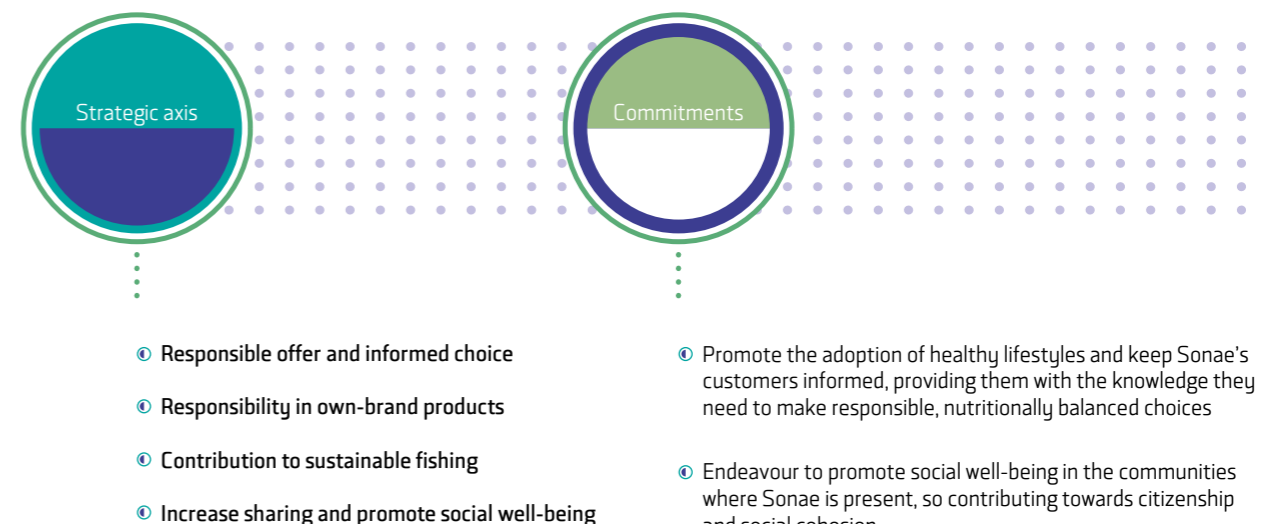 Strategic axis
Commitments
Responsible offer and informed choice
Responsibility in own-brand products
Contribution to sustainable fishing
Increase sharing and promote social well-being
Promote the adoption of healthy lifestyles and keep Sonae's
customers informed, providing them with the knowledge they
need to make responsible, nutritionally balanced choices
Endeavour to promote social well-being in the communities
where Sonae is present, so contributing towards citizenship
and social cohesion